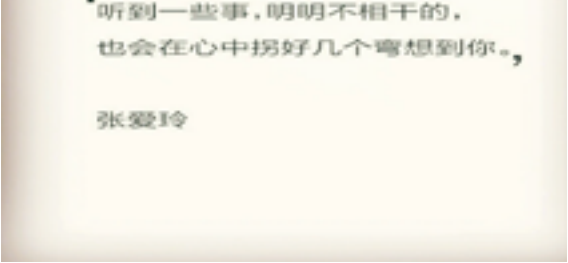 听到一些事，明明不相干的，
也会在心中拐好几个弯想到你。，
张爱玲